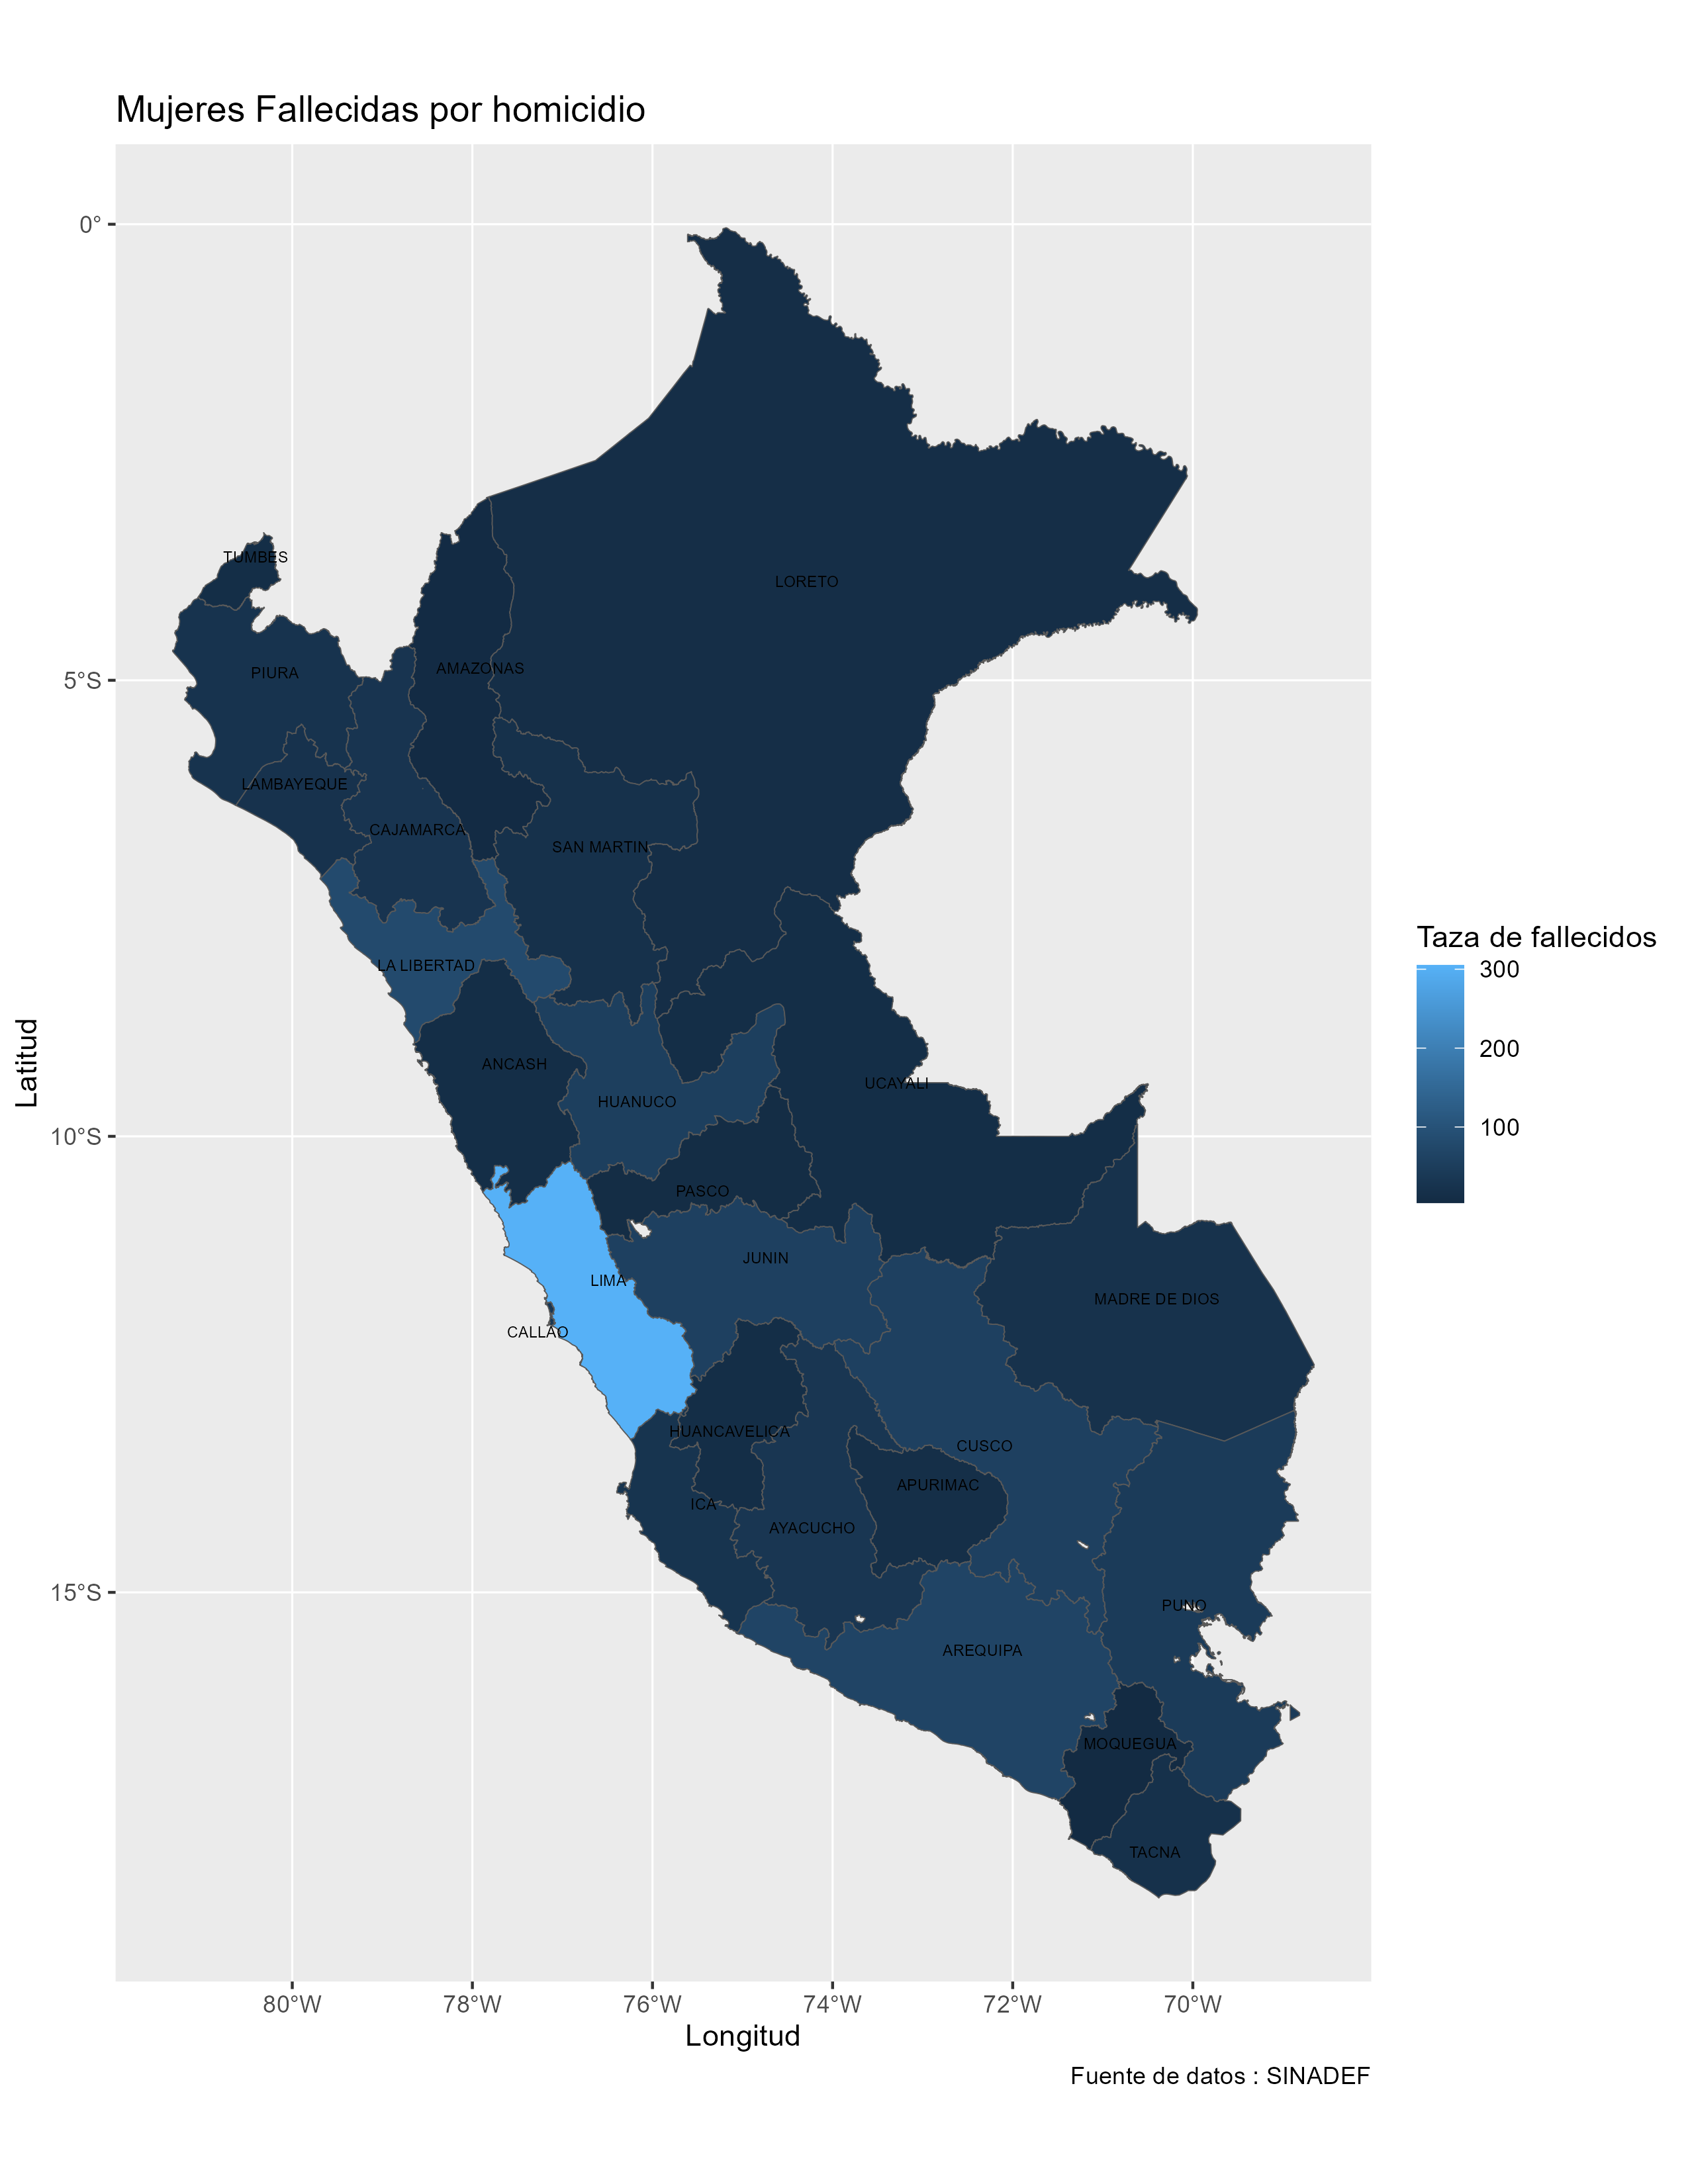 Mujeres Fallecidas por homicidio
0°
TUMBES
LORETO
AMAZONAS
PIURA
5°S
LAMBAYEQUE
CAJAMARCA
SAN MARTIN
Taza de fallecidos
LA LIBERTAD
300
200
ANCASH
UCAYALI
HUANUCO
100
Latitud
10°S
PASCO
JUNIN
LIMA
MADRE DE DIOS
CALLAO
HUANCAVELICA
CUSCO
APURIMAC
ICA
AYACUCHO
15°S
PUNO
AREQUIPA
MOQUEGUA
TACNA
80°W 78°W 76°W 74°W 72°W 70°W
Longitud
Fuente de datos : SINADEF